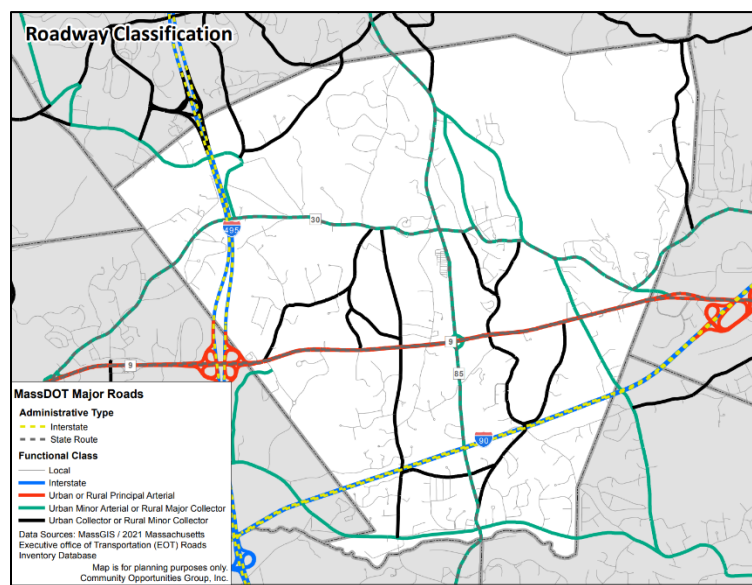 Roadway Classification
30
495
9
9
85
90
MassDOT Major Roads
Administrative Type
Interstate
State Route
Functional Class
Local
Interstate
Urban or Rural Principal Arterial
Urban Minor Arterial or Rural Major Collector
Urban Collector or Rural Minor Collector
Data Sources: MassGIS / 2021 Massachusetts
Executive office of Transportation (EOT) Roads
Inventory Database
Map is for planning purposes only.
Community Opportunities Group, Inc.